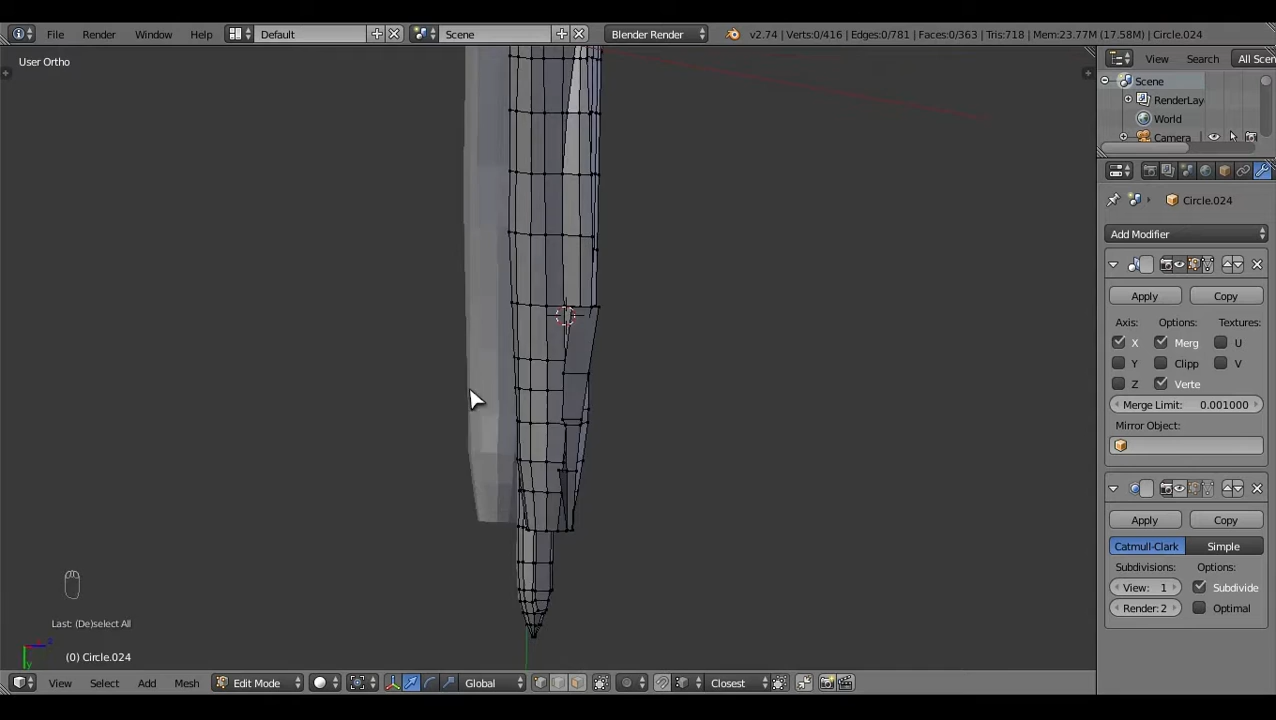 File Render Window Help Default Scene Blender Render v2.74 | Verts:0/416 | Edges:0/781 | Faces:0/363 | Tris:718 | Mem:23.77M (17.58M) | Circle.024
User Ortho
View Search All Scen
Scene
RenderLay
World
Camera
Circle.024
Add Modifier
Apply Copy
Axis: Options: Textures:
X Merg U
Y Clipp V
Z Verte
Merge Limit: 0.001000
Mirror Object:
Apply Copy
Catmull-Clark Simple
Subdivisions: Options:
View: 1 Subdivide
Render: 2 Optimal
Last: (De)select All
(0) Circle.024
View Select Add Mesh Edit Mode Global Closest